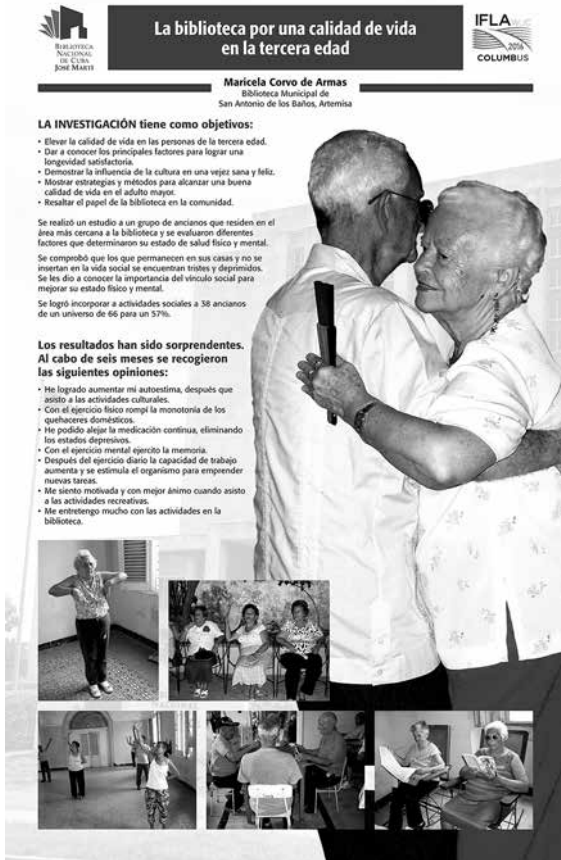 BIBLIOTECA
NACIONAL
DE CUBA
JOSÉ MARTÍ
La biblioteca por una calidad de vida
en la tercera edad
IFLA WLIC
2016
COLUMBUS
Maricela Corvo de Armas
Biblioteca Municipal de
San Antonio de los Baños, Artemisa
LA INVESTIGACIÓN tiene como objetivos:
• Elevar la calidad de vida en las personas de la tercera edad.
• Dar a conocer los principales factores para lograr una
longevidad satisfactoria.
• Demostrar la influencia de la cultura en una vejez sana y feliz.
• Mostrar estrategias y métodos para alcanzar una buena
calidad de vida en el adulto mayor.
• Resaltar el papel de la biblioteca en la comunidad.
Se realizó un estudio a un grupo de ancianos que residen en el
área más cercana a la biblioteca y se evaluaron diferentes
factores que determinaron su estado de salud físico y mental.
Se comprobó que los que permanecen en sus casas y no se
insertan en la vida social se encuentran tristes y deprimidos.
Se les dio a conocer la importancia del vínculo social para
mejorar su estado físico y mental.
Se logró incorporar a actividades sociales a 38 ancianos
de un universo de 66 para un 57%.
Los resultados han sido sorprendentes.
Al cabo de seis meses se recogieron
las siguientes opiniones:
• He logrado aumentar mi autoestima, después que
asisto a las actividades culturales.
• Con el ejercicio físico rompí la monotonía de los
quehaceres domésticos.
• He podido alejar la medicación continua, eliminando
los estados depresivos.
• Con el ejercicio mental ejercito la memoria.
• Después del ejercicio diario la capacidad de trabajo
aumenta y se estimula el organismo para emprender
nuevas tareas.
• Me siento motivada y con mejor ánimo cuando asisto
a las actividades recreativas.
• Me entretengo mucho con las actividades en la
biblioteca.